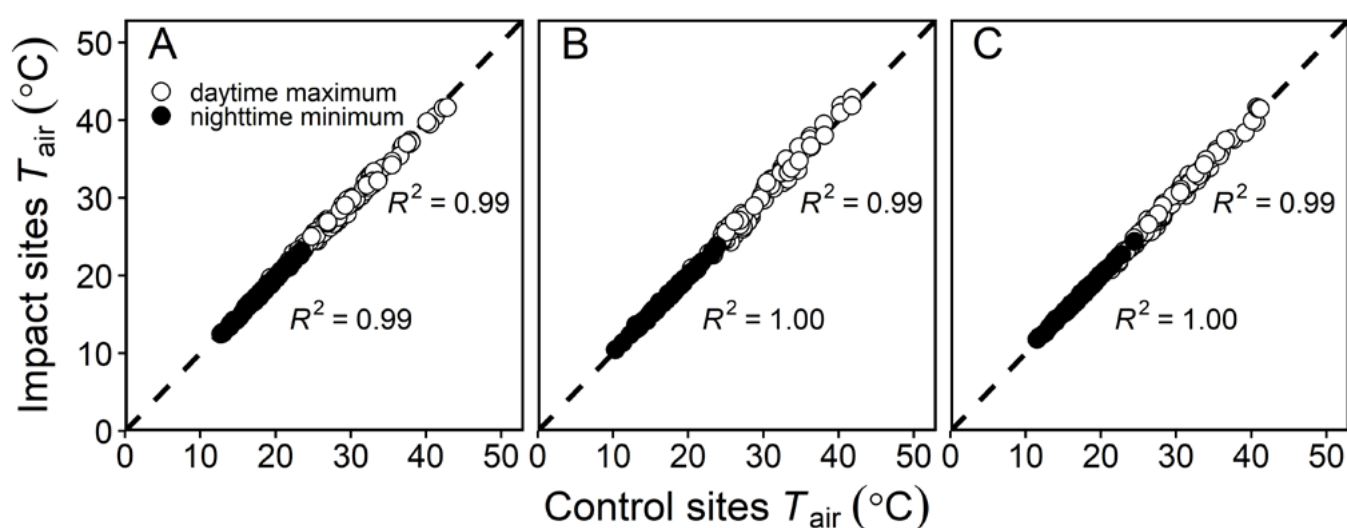 Impact sites T air (°C)
50
40
30
20
10
0
A
daytime maximum
nighttime minimum
R² = 0.99
R² = 0.99
B
R² = 0.99
R² = 1.00
C
R² = 0.99
R² = 1.00
0 10 20 30 40 50
0 10 20 30 40 50
0 10 20 30 40 50
Control sites T air (°C)